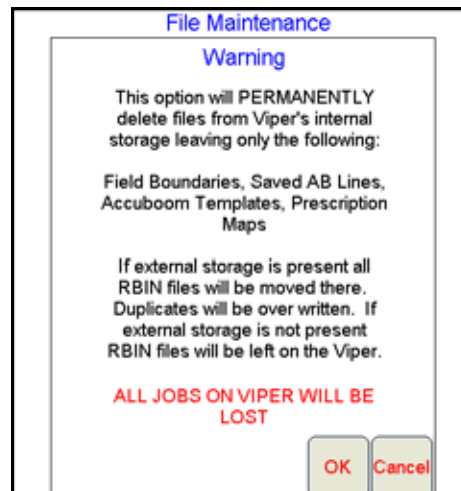 File Maintenance
Warning
This option will PERMANENTLY
delete files from Viper's internal
storage leaving only the following:
Field Boundaries, Saved AB Lines,
Accuboom Templates, Prescription
Maps
If external storage is present all
RBIN files will be moved there.
Duplicates will be over written. If
external storage is not present
RBIN files will be left on the Viper.
ALL JOBS ON VIPER WILL BE
LOST
OK Cancel